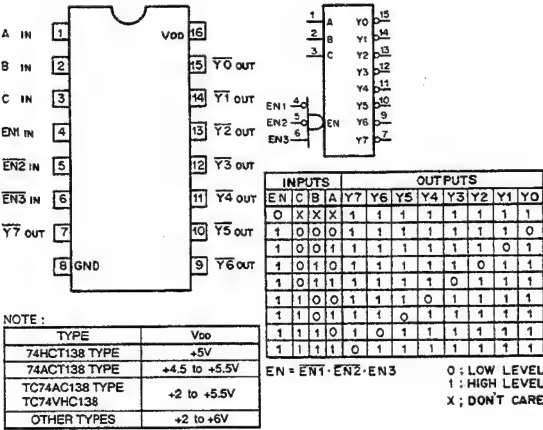 A IN 1 VDD 16
B IN 2 15 Y0 OUT
C IN 3 14 Y1 OUT
EN1 IN 4 13 Y2 OUT
EN2 IN 5 12 Y3 OUT
EN3 IN 6 11 Y4 OUT
Y7 OUT 7 10 Y5 OUT
8 GND 9 Y6 OUT
1 A Y0 15
2 B Y1 14
3 C Y2 13
Y3 12
Y4 11
EN1 4 Y5 10
EN2 5 EN Y6 9
EN3 6 Y7 7
INPUTS OUTPUTS
EN C B A Y7 Y6 Y5 Y4 Y3 Y2 Y1 Y0
0 X X X 1 1 1 1 1 1 1 1
1 0 0 0 1 1 1 1 1 1 1 0
1 0 0 1 1 1 1 1 1 1 0 1
1 0 1 0 1 1 1 1 1 0 1 1
1 0 1 1 1 1 1 1 0 1 1 1
1 1 0 0 1 1 1 0 1 1 1 1
1 1 0 1 1 1 0 1 1 1 1 1
1 1 1 0 1 0 1 1 1 1 1 1
1 1 1 1 0 1 1 1 1 1 1 1
EN = EN1 · EN2 · EN3
0 ; LOW LEVEL
1 : HIGH LEVEL
X ; DON'T CARE
NOTE :
TYPE VDD
74HCT138 TYPE +5V
74ACT138 TYPE +4.5 to +5.5V
TC74AC138 TYPE
TC74VHC138 +2 to +5.5V
OTHER TYPES +2 to +6V